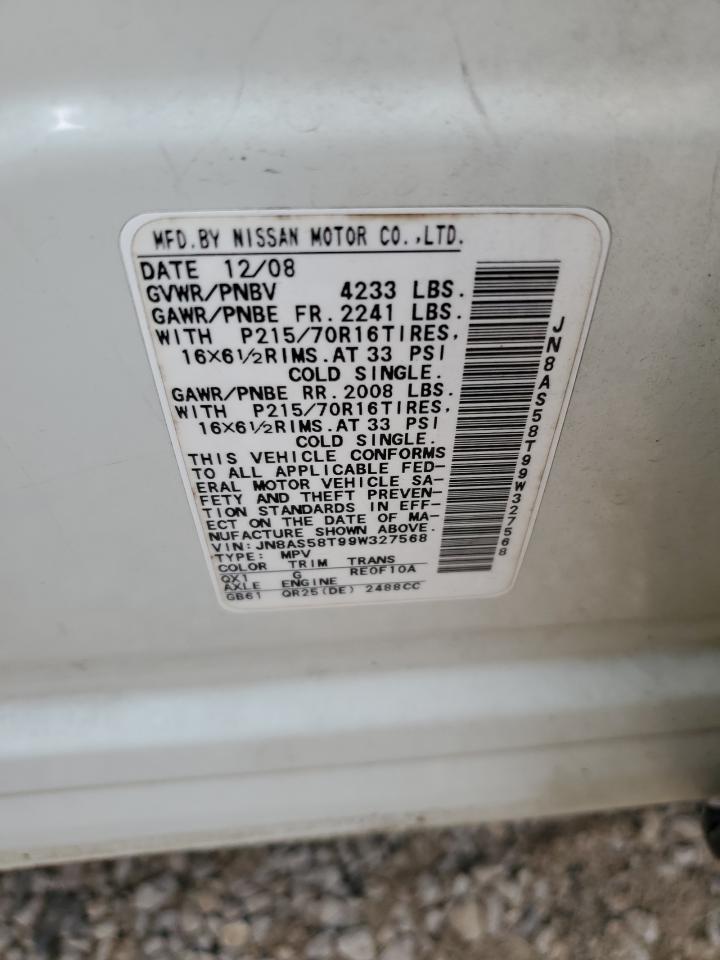 MFD.BY NISSAN MOTOR CO.,LTD.
DATE 12/08
GVWR/PNBV 4233 LBS.
GAWR/PNBE FR. 2241 LBS.
WITH P215/70R16TIRES,
16×6½RIMS.AT 33 PSI
COLD SINGLE.
GAWR/PNBE RR. 2008 LBS.
WITH P215/70R16TIRES,
16×6½RIMS.AT 33 PSI
COLD SINGLE.
THIS VEHICLE CONFORMS
TO ALL APPLICABLE FED-
ERAL MOTOR VEHICLE SA-
FETY AND THEFT PREVEN-
TION STANDARDS IN EFF-
ECT ON THE DATE OF MA-
NUFACTURE SHOWN ABOVE.
VIN: JN8AS58T99W327568
TYPE: MPV
COLOR TRIM TRANS
QX1 G RE0F10A
AXLE ENGINE
GB61 QR25(DE) 2488CC
JN8AS58T99W327568